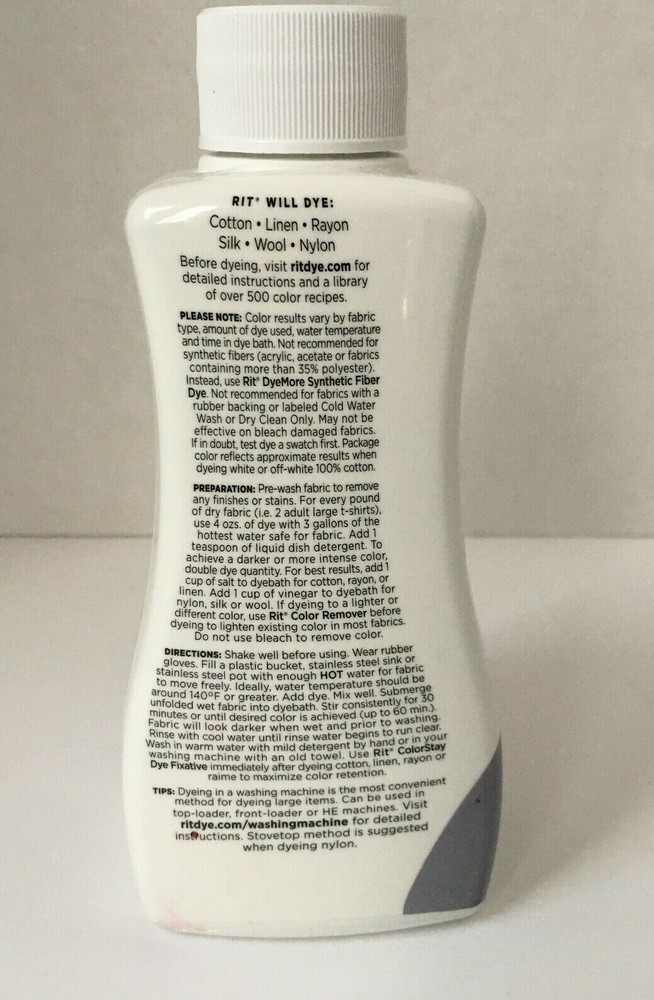 RIT® WILL DYE:
Cotton • Linen • Rayon
Silk • Wool • Nylon
Before dyeing, visit ritdye.com for
detailed instructions and a library
of over 500 color recipes.
PLEASE NOTE: Color results vary by fabric
type, amount of dye used, water temperature
and time in dye bath. Not recommended for
synthetic fibers (acrylic, acetate or fabrics
containing more than 35% polyester).
Instead, use Rit® DyeMore Synthetic Fiber
Dye. Not recommended for fabrics with a
rubber backing or labeled Cold Water
Wash or Dry Clean Only. May not be
effective on bleach damaged fabrics.
If in doubt, test dye a swatch first. Package
color reflects approximate results when
dyeing white or off-white 100% cotton.
PREPARATION: Pre-wash fabric to remove
any finishes or stains. For every pound
of dry fabric (i.e. 2 adult large t-shirts),
use 4 ozs. of dye with 3 gallons of the
hottest water safe for fabric. Add 1
teaspoon of liquid dish detergent. To
achieve a darker or more intense color,
double dye quantity. For best results, add 1
cup of salt to dyebath for cotton, rayon, or
linen. Add 1 cup of vinegar to dyebath for
nylon, silk or wool. If dyeing to a lighter or
different color, use Rit® Color Remover before
dyeing to lighten existing color in most fabrics.
Do not use bleach to remove color.
DIRECTIONS: Shake well before using. Wear rubber
gloves. Fill a plastic bucket, stainless steel sink or
stainless steel pot with enough HOT water for fabric
to move freely. Ideally, water temperature should be
around 140°F or greater. Add dye. Mix well. Submerge
unfolded wet fabric into dyebath. Stir consistently for 30
minutes or until desired color is achieved (up to 60 min.).
Fabric will look darker when wet and prior to washing.
Rinse with cool water until rinse water begins to run clear.
Wash in warm water with mild detergent by hand or in your
washing machine with an old towel. Use Rit® ColorStay
Dye Fixative immediately after dyeing cotton, linen, rayon or
raime to maximize color retention.
TIPS: Dyeing in a washing machine is the most convenient
method for dyeing large items. Can be used in
top-loader, front-loader or HE machines. Visit
ritdye.com/washingmachine for detailed
instructions. Stovetop method is suggested
when dyeing nylon.